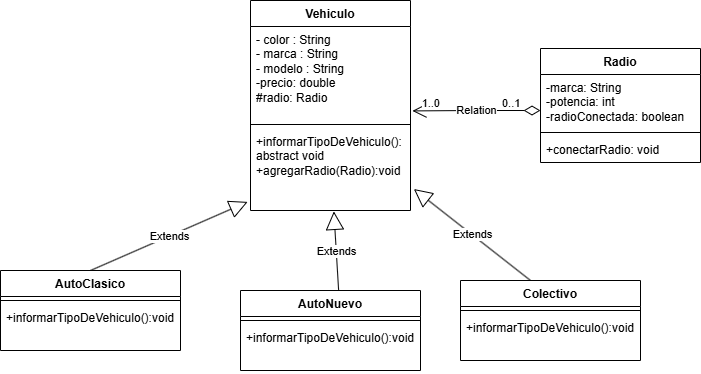 Vehiculo
- color : String
- marca : String
- modelo : String
-precio: double
#radio: Radio
+informarTipoDeVehiculo():
abstract void
+agregarRadio(Radio):void
1..0
Relation
0..1
Radio
-marca: String
-potencia: int
-radioConectada: boolean
+conectarRadio: void
Extends
Extends
Extends
AutoClasico
+informarTipoDeVehiculo():void
AutoNuevo
+informarTipoDeVehiculo():void
Colectivo
+informarTipoDeVehiculo():void